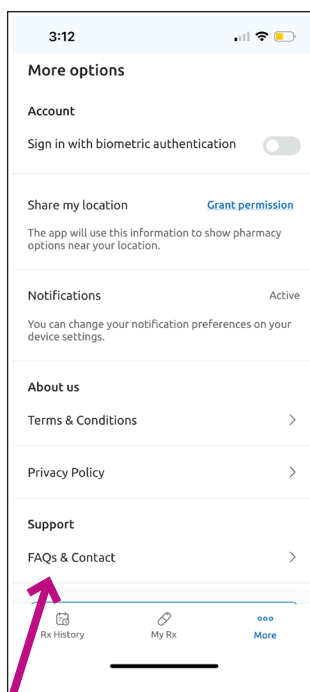 3:12
More options
Account
Sign in with biometric authentication
Share my location Grant permission
The app will use this information to show pharmacy
options near your location.
Notifications Active
You can change your notification preferences on your
device settings.
About us
Terms & Conditions
Privacy Policy
Support
FAQs & Contact
Rx History My Rx More